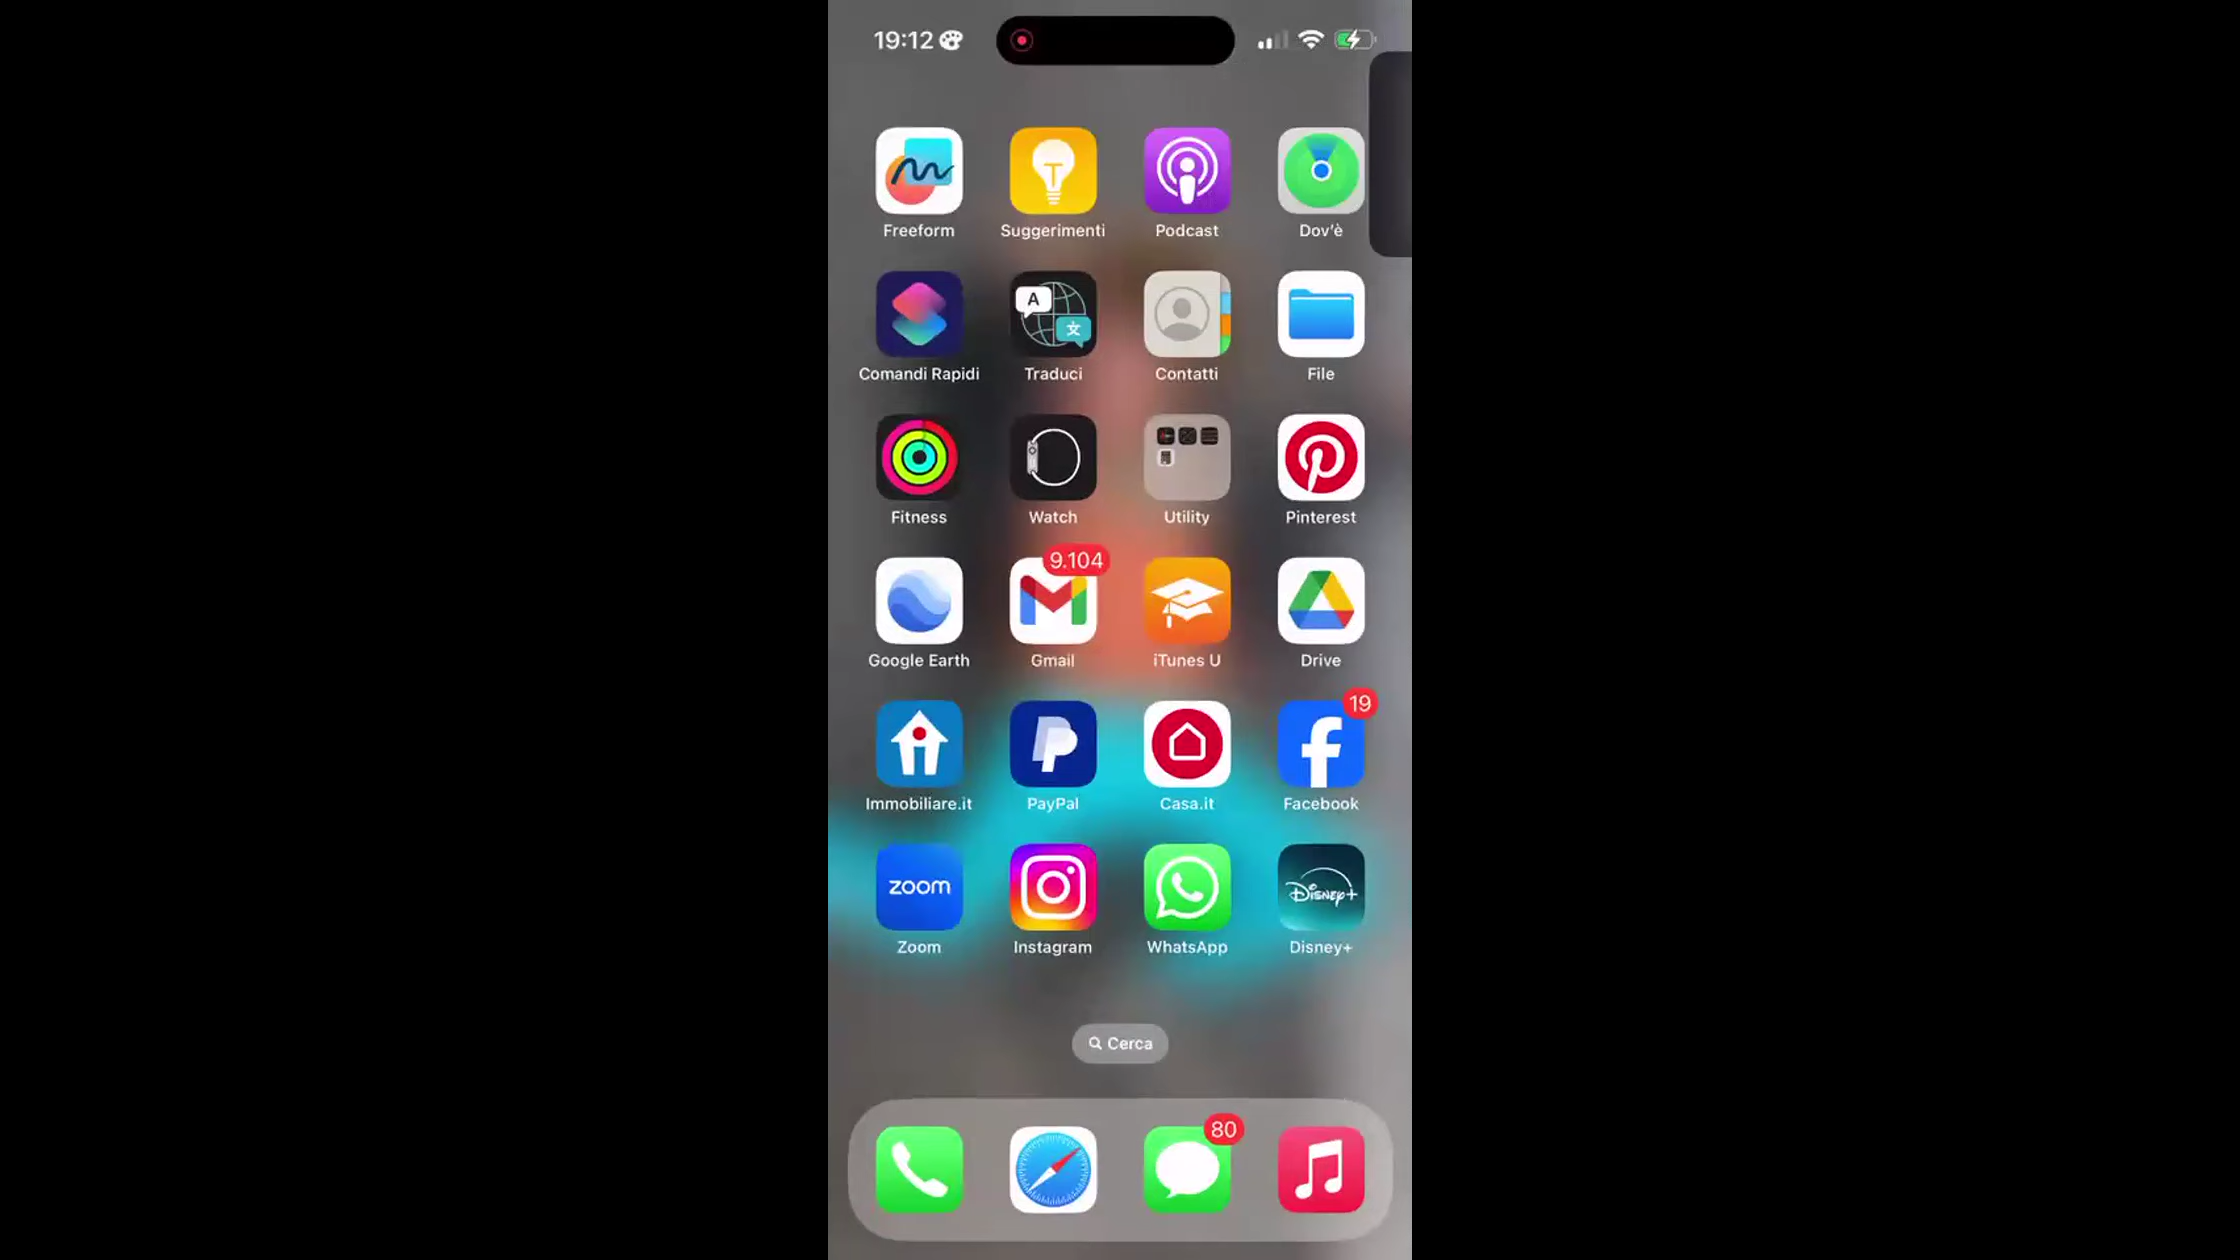 19:12
Freeform Suggerimenti Podcast Dov'è
A 文
Comandi Rapidi Traduci Contatti File
Fitness Watch Utility Pinterest
9.104
Google Earth Gmail iTunes U Drive
19
Immobiliare.it PayPal Casa.it Facebook
zoom Disney+
Zoom Instagram WhatsApp Disney+
Cerca
80